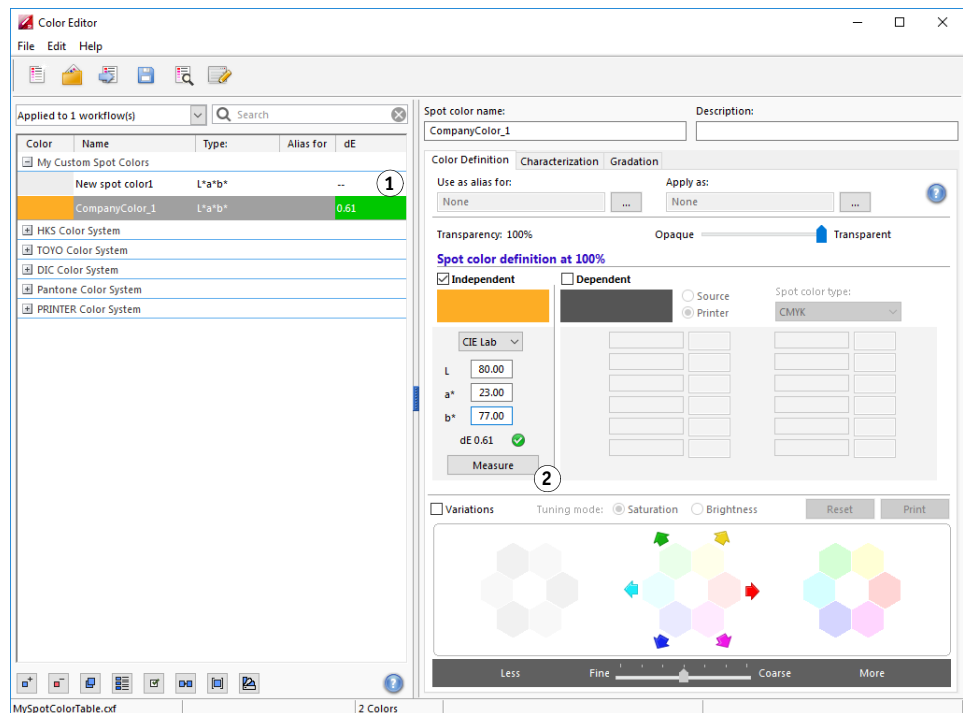 Color Editor
File Edit Help
Applied to 1 workflow(s) Search
Color Name Type: Alias for dE
My Custom Spot Colors
New spot color1 L*a*b* --
1
CompanyColor_1 L*a*b* 0.61
HKS Color System
TOYO Color System
DIC Color System
Pantone Color System
PRINTER Color System
Spot color name: Description:
CompanyColor_1
Color Definition Characterization Gradation
Use as alias for: Apply as:
None ... None ...
?
Transparency: 100% Opaque Transparent
Spot color definition at 100%
Independent Dependent
Source Spot color type:
Printer CMYK
CIE Lab
L 80.00
a* 23.00
b* 77.00
dE 0.61
Measure
2
Variations Tuning mode: Saturation Brightness Reset Print
Less Fine Coarse More
?
MySpotColorTable.cxf 2 Colors